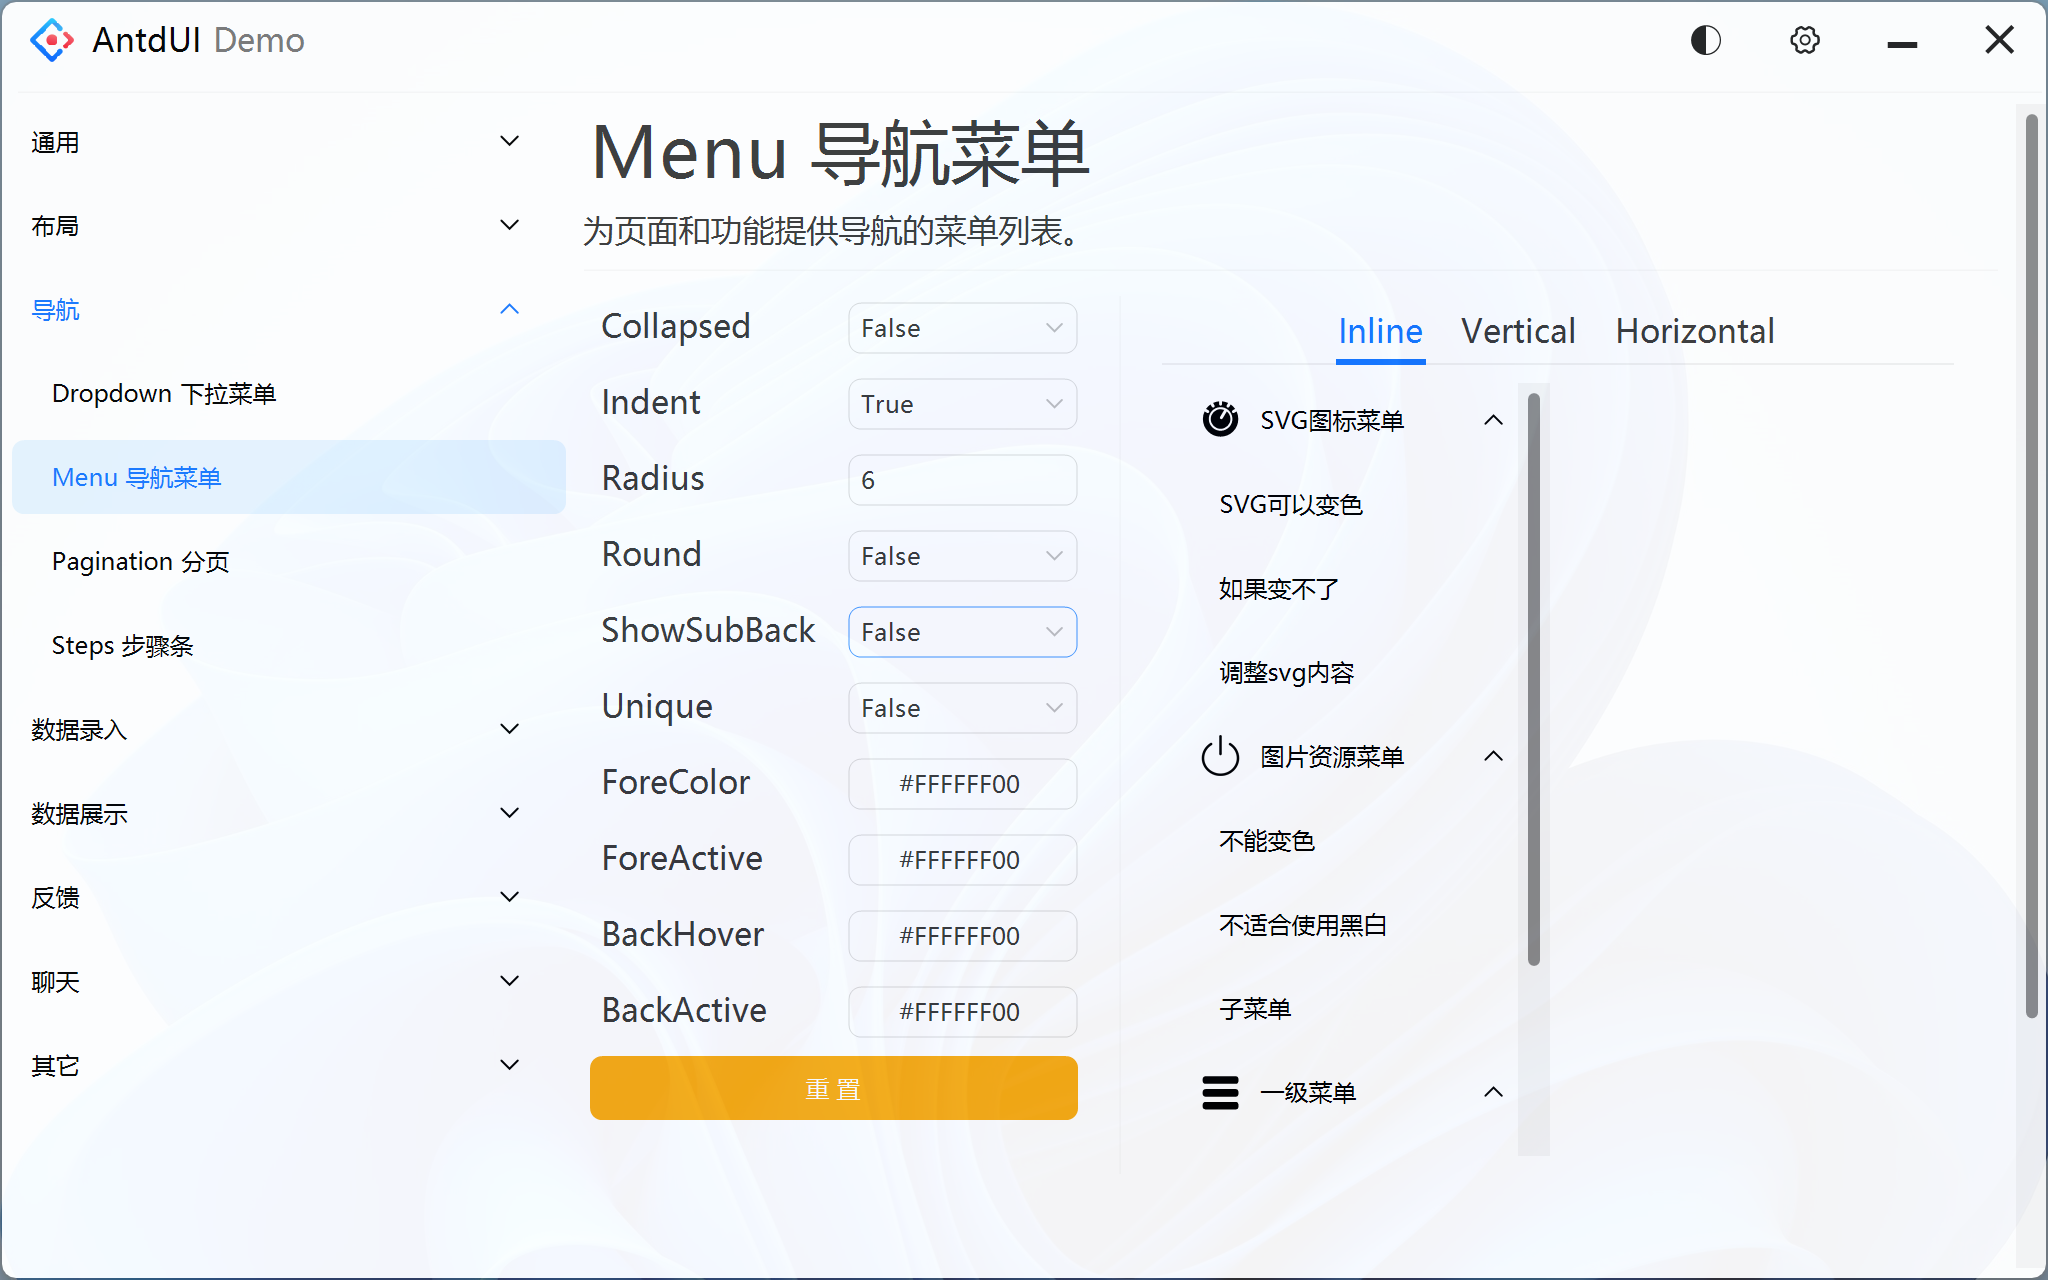 AntdUI Demo
通用
布局
导航
Dropdown 下拉菜单
Menu 导航菜单
Pagination 分页
Steps 步骤条
数据录入
数据展示
反馈
聊天
其它
Menu 导航菜单
为页面和功能提供导航的菜单列表。
Collapsed False
Indent True
Radius 6
Round False
ShowSubBack False
Unique False
ForeColor #FFFFFF00
ForeActive #FFFFFF00
BackHover #FFFFFF00
BackActive #FFFFFF00
重置
Inline Vertical Horizontal
SVG图标菜单
SVG可以变色
如果变不了
调整svg内容
图片资源菜单
不能变色
不适合使用黑白
子菜单
一级菜单